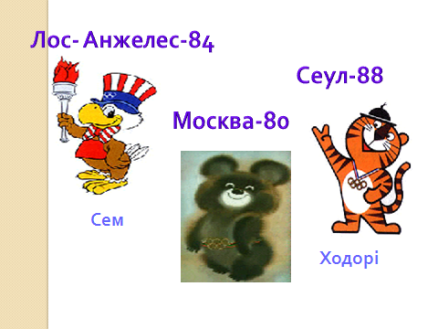 Лос- Анжелес-84
Сеул-88
Москва-80
Сем
Ходорі